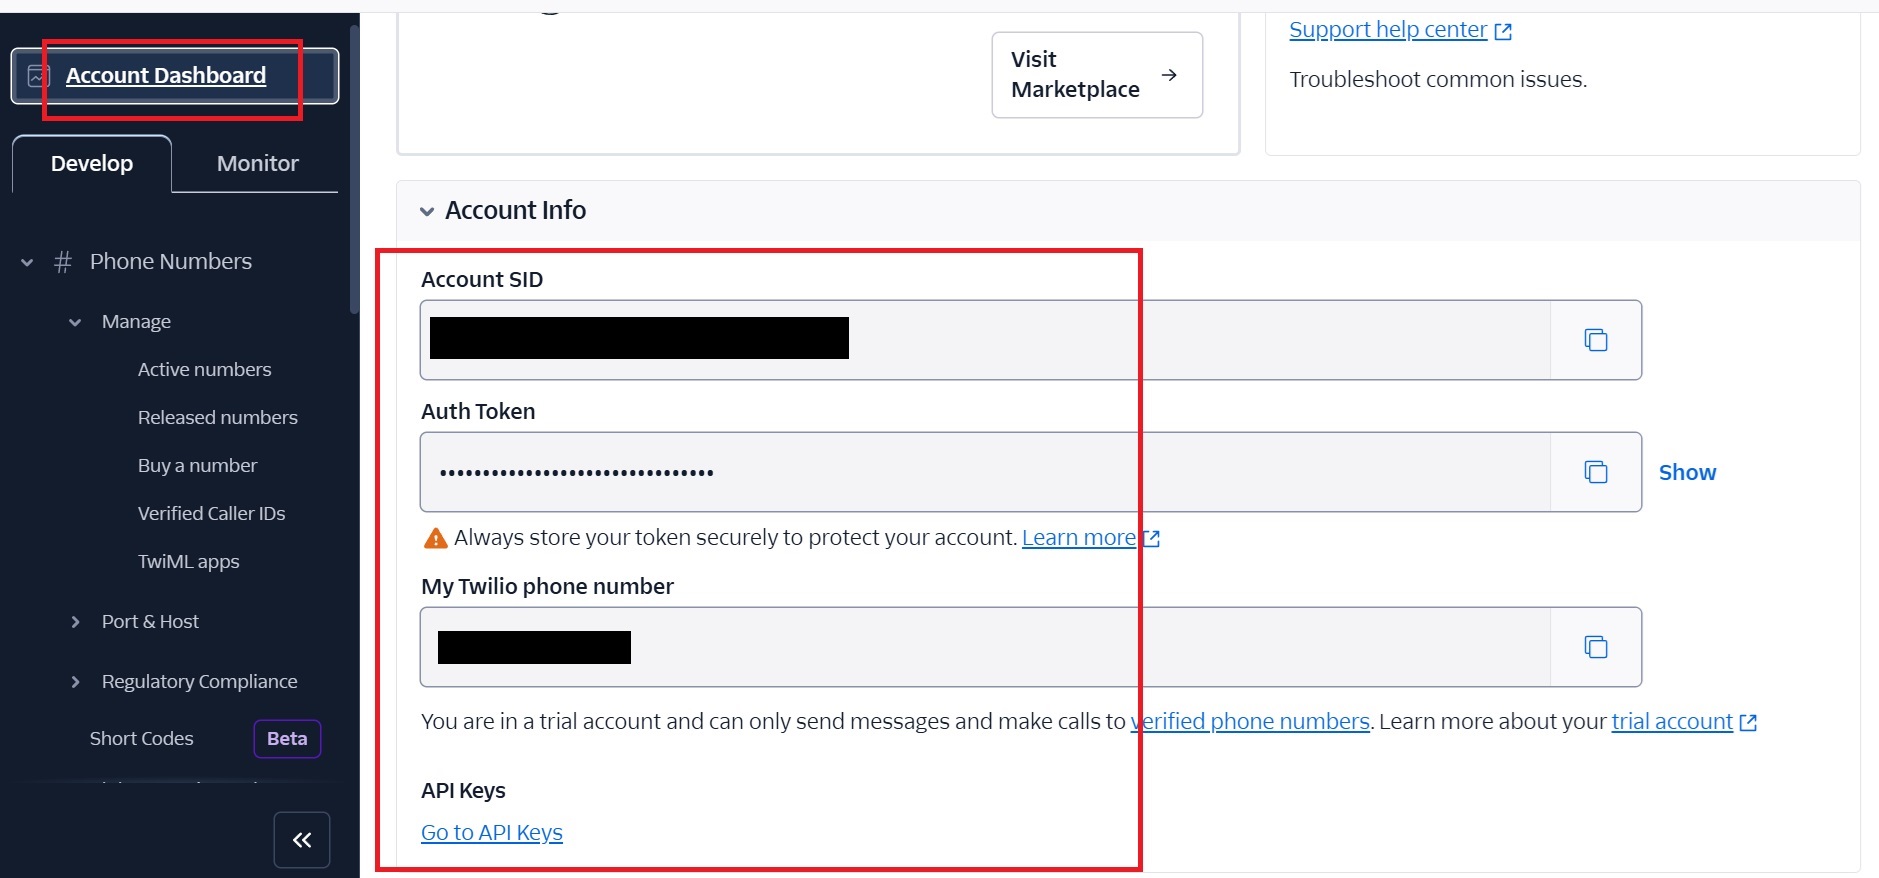 Account Dashboard
Develop
Monitor
Phone Numbers
Manage
Active numbers
Released numbers
Buy a number
Verified Caller IDs
TwiML apps
Port & Host
Regulatory Compliance
Short Codes
Beta
Visit
Marketplace
Support help center
Troubleshoot common issues.
Account Info
Account SID
Auth Token
••••••••••••••••••••••••••••••••
Show
Always store your token securely to protect your account. Learn more
My Twilio phone number
You are in a trial account and can only send messages and make calls to verified phone numbers. Learn more about your trial account
API Keys
Go to API Keys